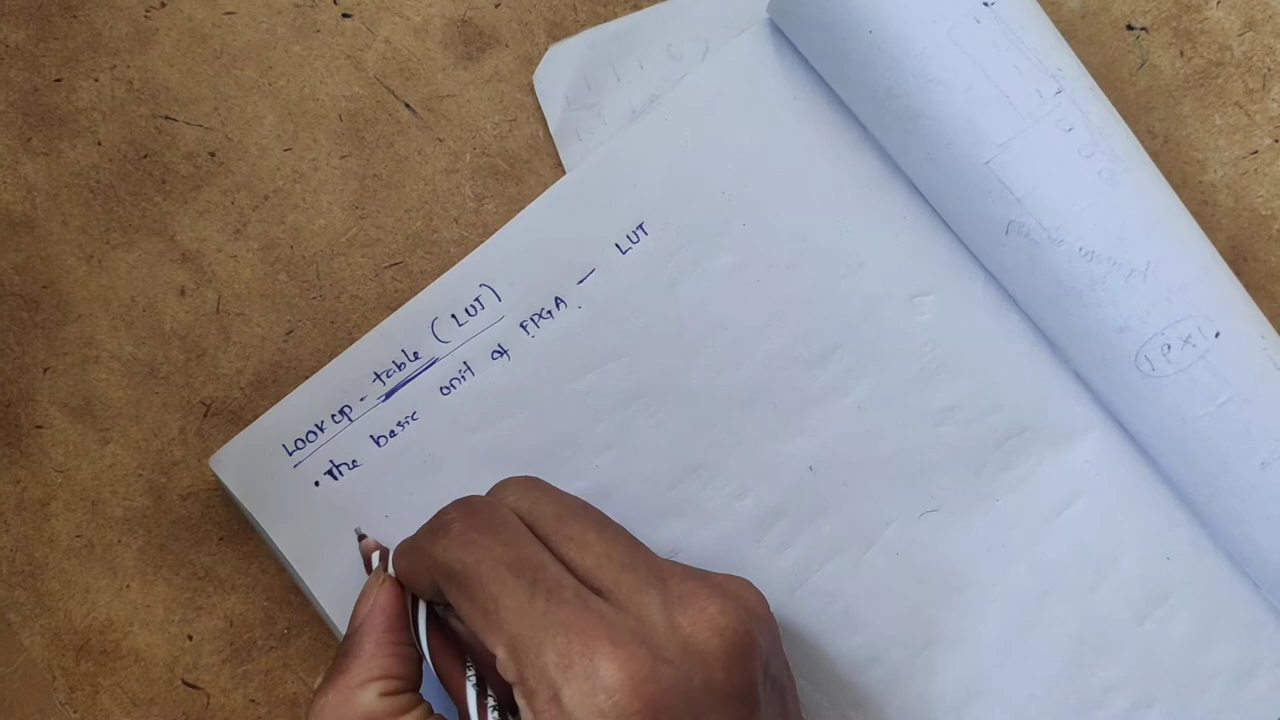 Look up - table (LUT)
• The basic unit of FPGA - LUT